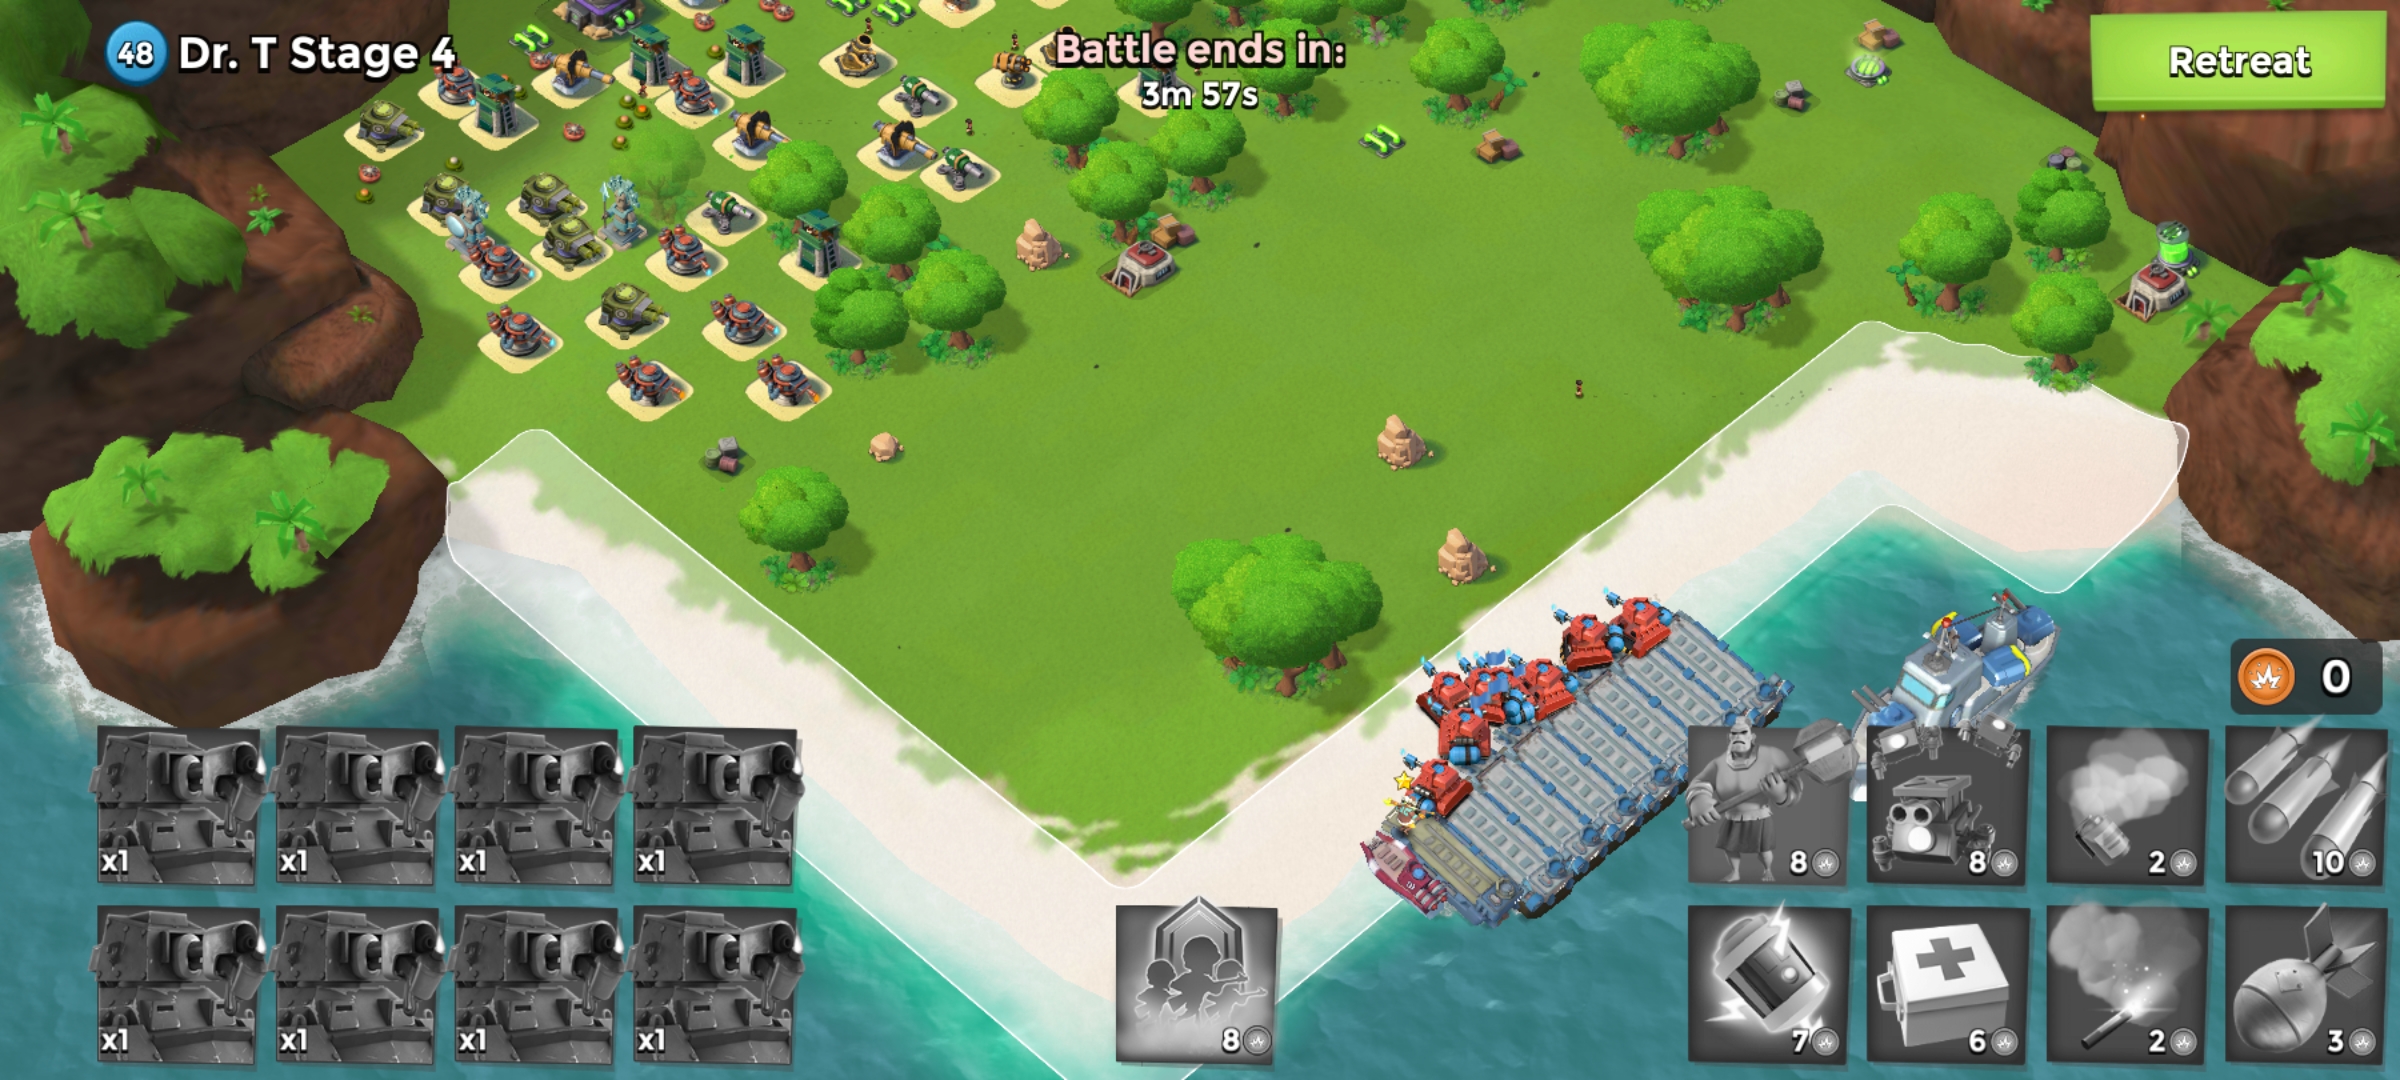 48 Dr. T Stage 4
Battle ends in:
3m 57s
Retreat
0
x1 x1 x1 x1
8 8 2 10
x1 x1 x1 x1
8
7 6 2 3